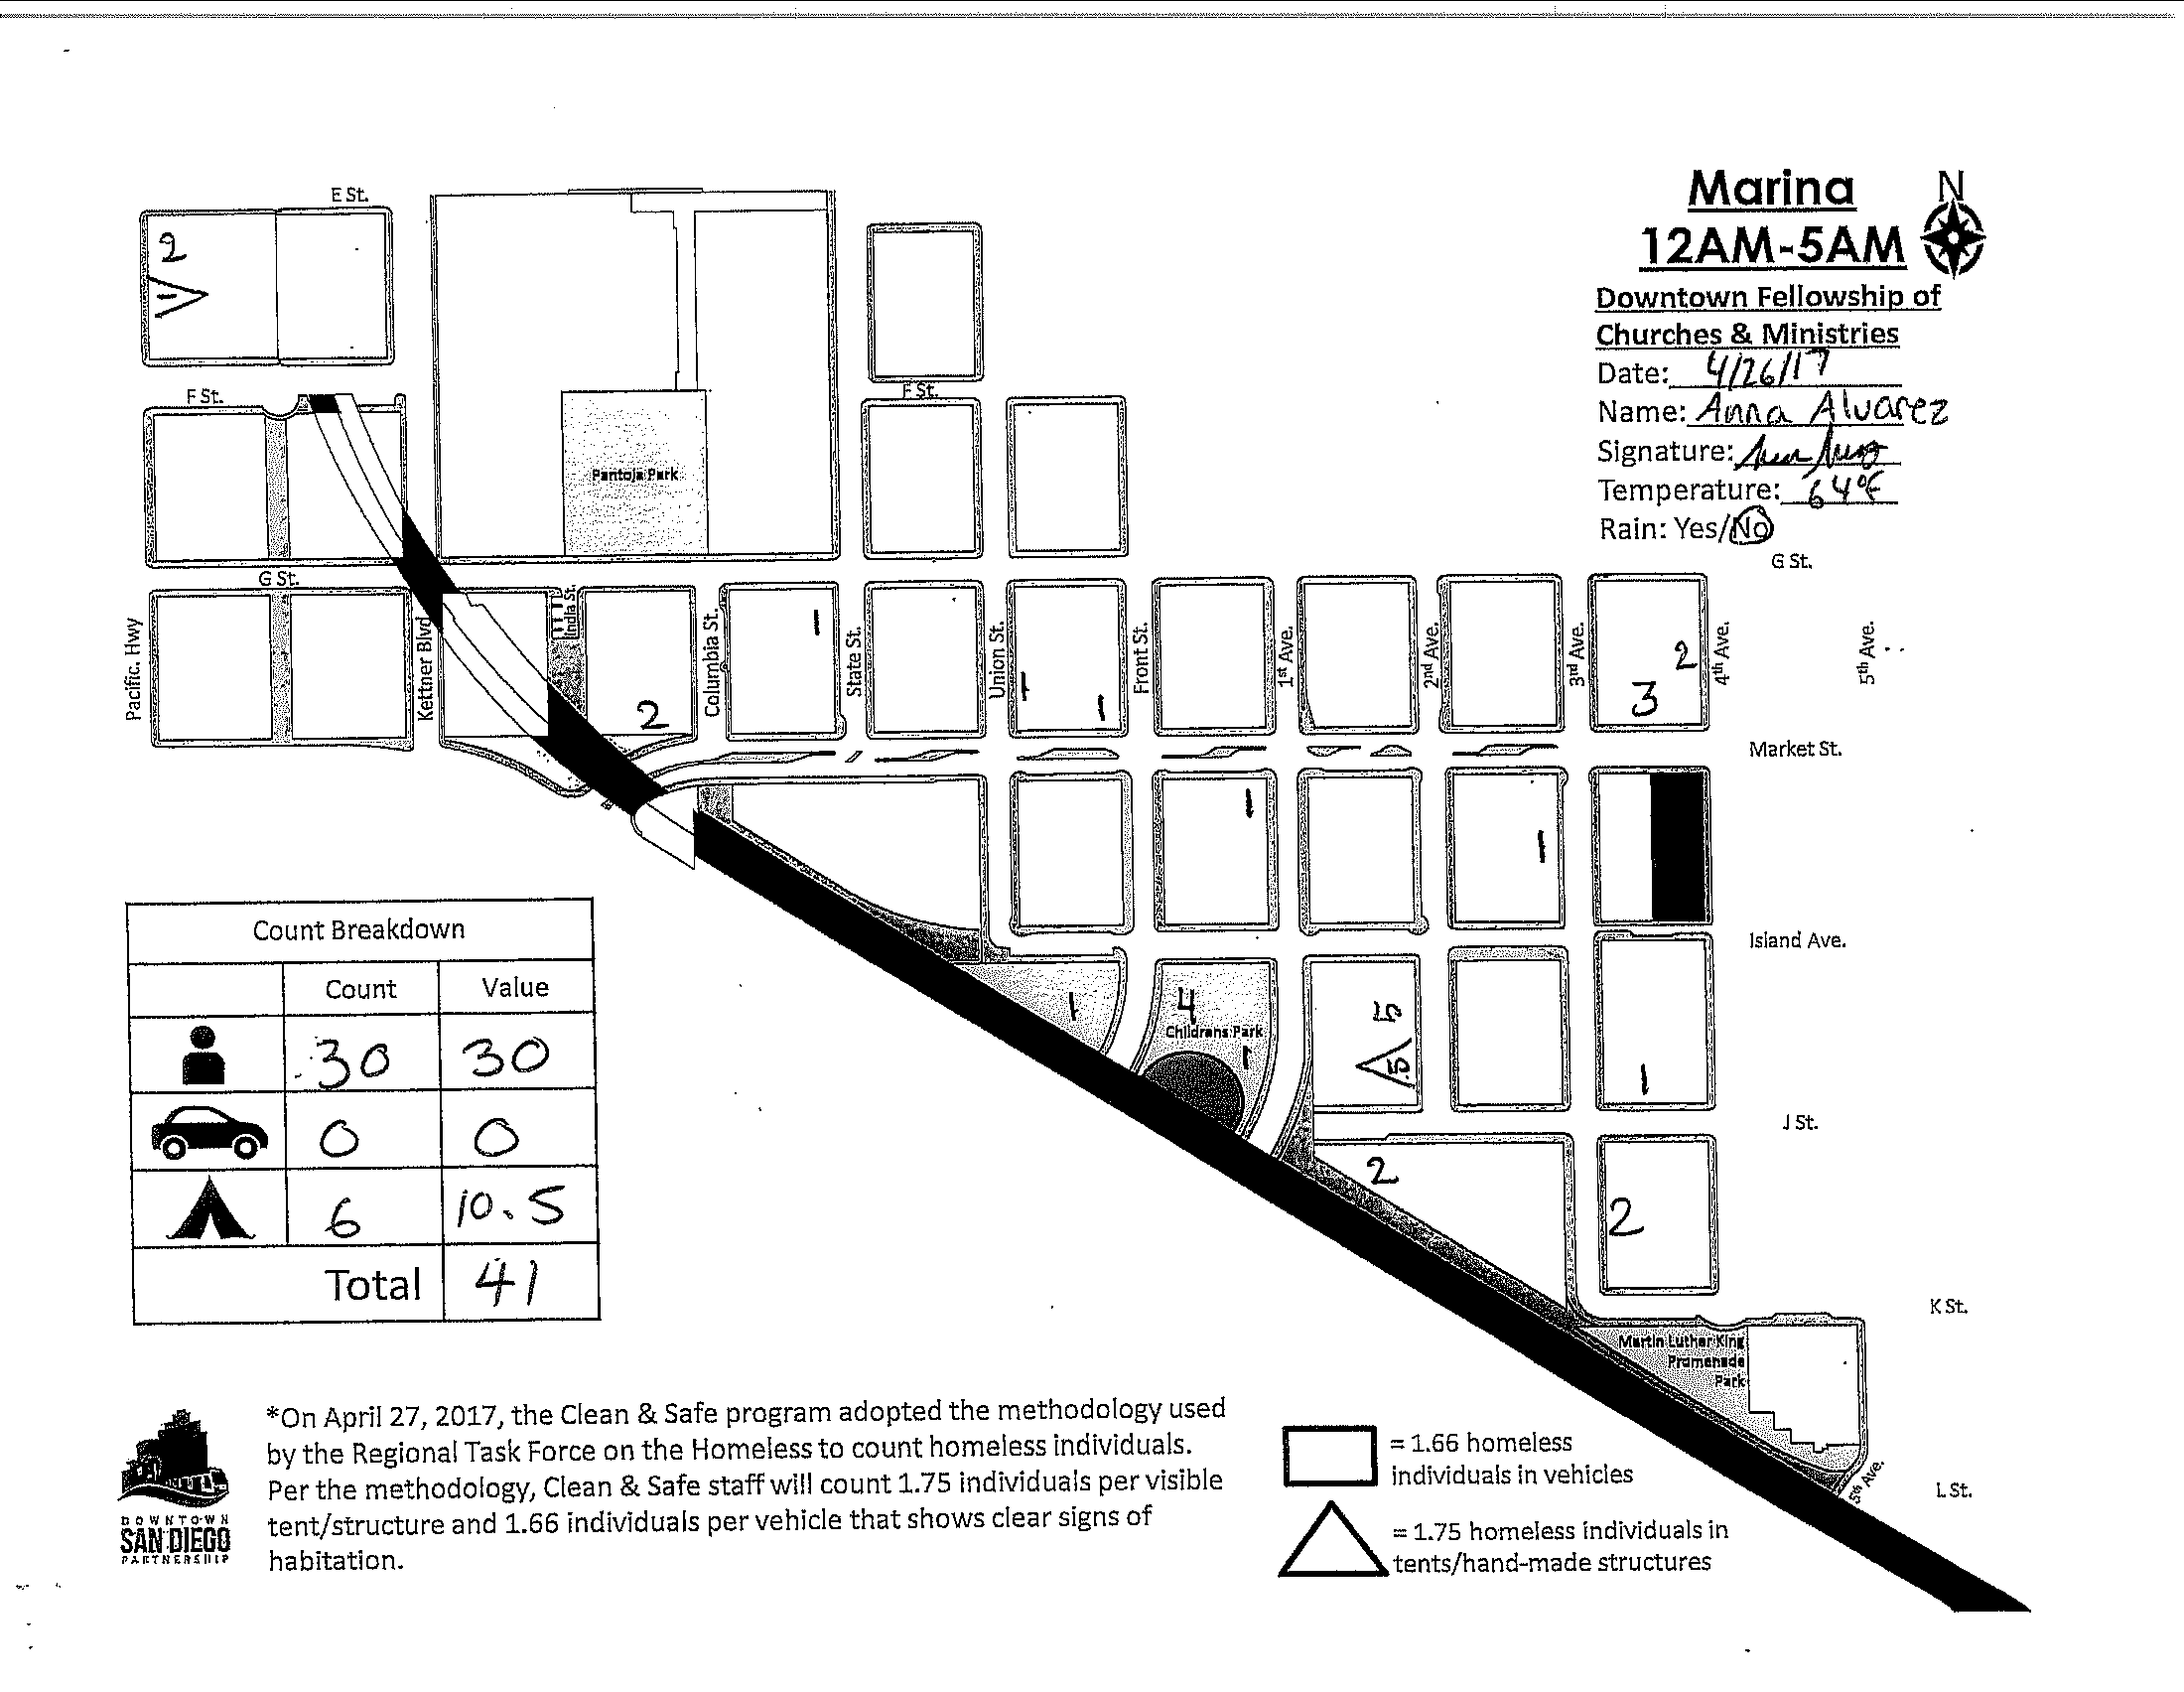 Marina
N
12AM-5AM
Downtown Fellowship of
Churches & Ministries
Date: 4/26/17
Name: Anna Alvarez
Signature:
Temperature: 64°F
Rain: Yes/No
E St.
2
1
F St.
F St.
Pantoja Park
G St.
G St.
Pacific. Hwy
Kettner Blvd
India St.
2
Columbia St.
1
State St.
Union St.
1
1
Front St.
1st Ave.
2nd Ave.
3rd Ave.
2
3
4th Ave.
5th Ave.
Market St.
1
1
Island Ave.
1
4
Childrens Park
1
5
5
1
J St.
2
2
K St.
Martin Luther King
Promenade
Park
5th Ave.
L St.
Count Breakdown
Count Value
30 30
0 0
6 10.5
Total 41
*On April 27, 2017, the Clean & Safe program adopted the methodology used
by the Regional Task Force on the Homeless to count homeless individuals.
Per the methodology, Clean & Safe staff will count 1.75 individuals per visible
tent/structure and 1.66 individuals per vehicle that shows clear signs of
habitation.
DOWNTOWN
SAN DIEGO
PARTNERSHIP
= 1.66 homeless
individuals in vehicles
= 1.75 homeless individuals in
tents/hand-made structures